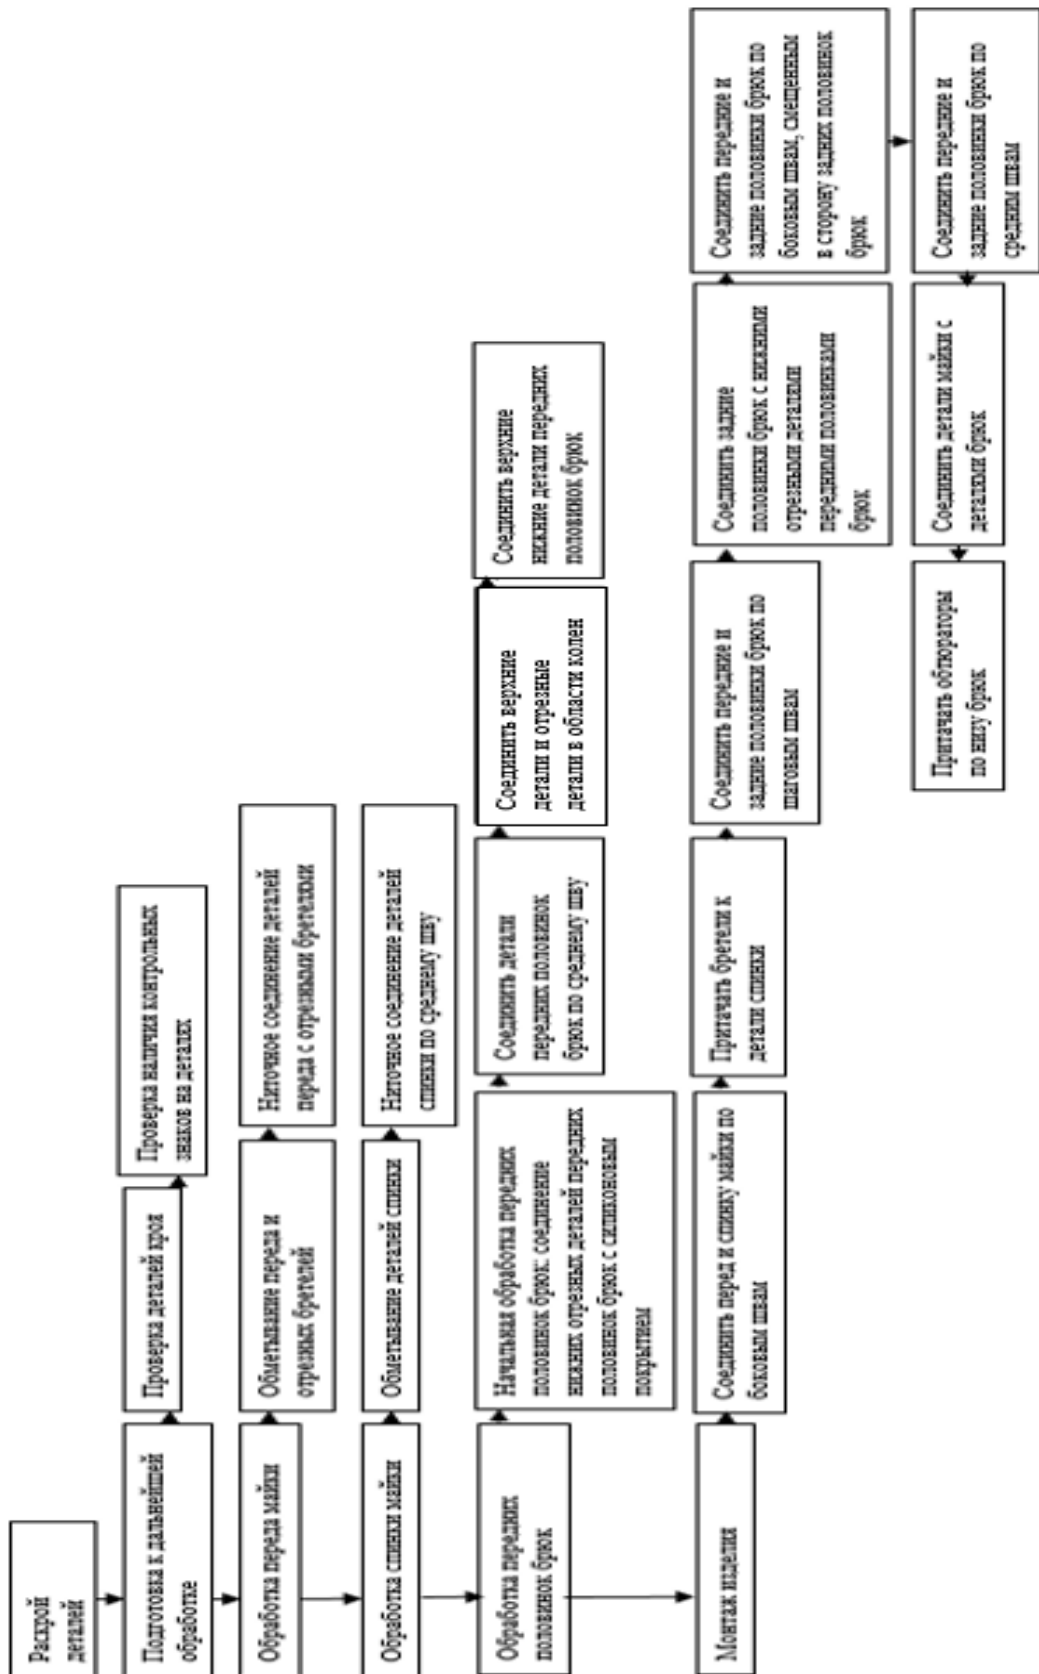 Раскрой
деталей
Подготовка к дальнейшей
обработке
Проверка деталей кроя
Проверка наличия контрольных
знаков на деталях
Обработка переда майки
Обметывание переда и
отрезных бретелей
Ниточное соединение деталей
переда с отрезными бретелями
Обработка спинки майки
Обметывание деталей спинки
Ниточное соединение деталей
спинки по среднему шву
Обработка передних
половинок брюк
Начальная обработка передних
половинок брюк: соединение
нижних отрезных деталей передних
половинок брюк с силиконовым
покрытием
Соединить детали
передних половинок
брюк по среднему шву
Соединить верхние
детали и отрезные
детали в области колен
Соединить верхние
нижние детали передних
половинок брюк
Монтаж изделия
Соединить перед и спинку майки по
боковым швам
Притачать бретели к
детали спинки
Соединить передние и
задние половинки брюк по
шаговым швам
Соединить задние
половинки брюк с нижними
отрезными деталями
передними половинками
брюк
Соединить передние и
задние половинки брюк по
боковым швам, смещенным
в сторону задних половинок
брюк
Соединить передние и
задние половинки брюк по
средним швам
Соединить детали майки с
деталями брюк
Притачать обтюраторы
по низу брюк